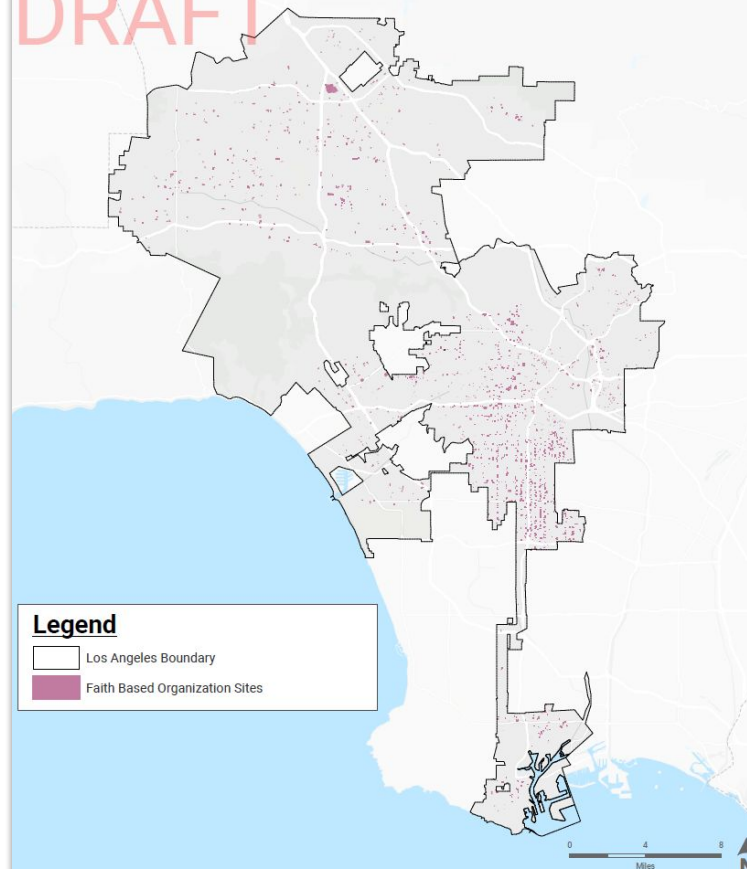 DRAFT
Legend
Los Angeles Boundary
Faith Based Organization Sites
0 4 8
Miles
N